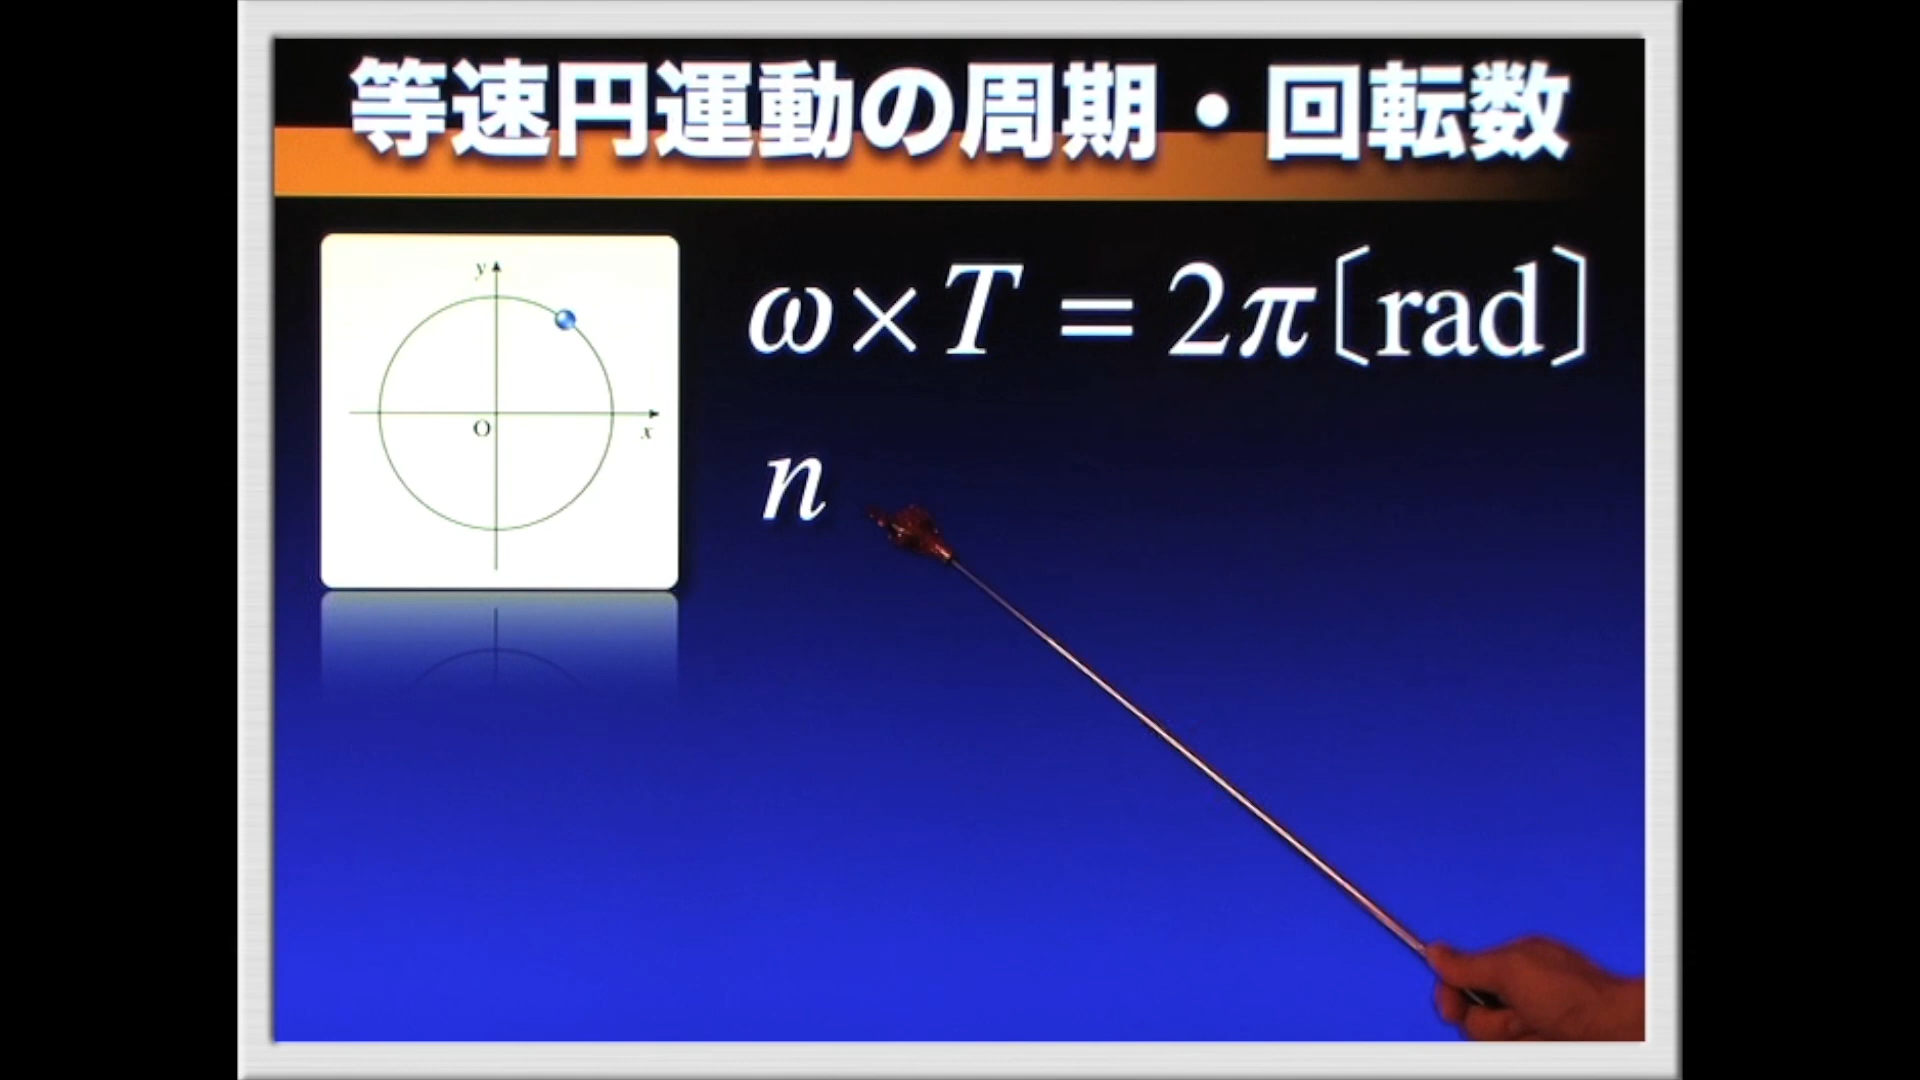 等速円運動の周期・回転数
y
O
x
ω×T = 2π〔rad〕
n